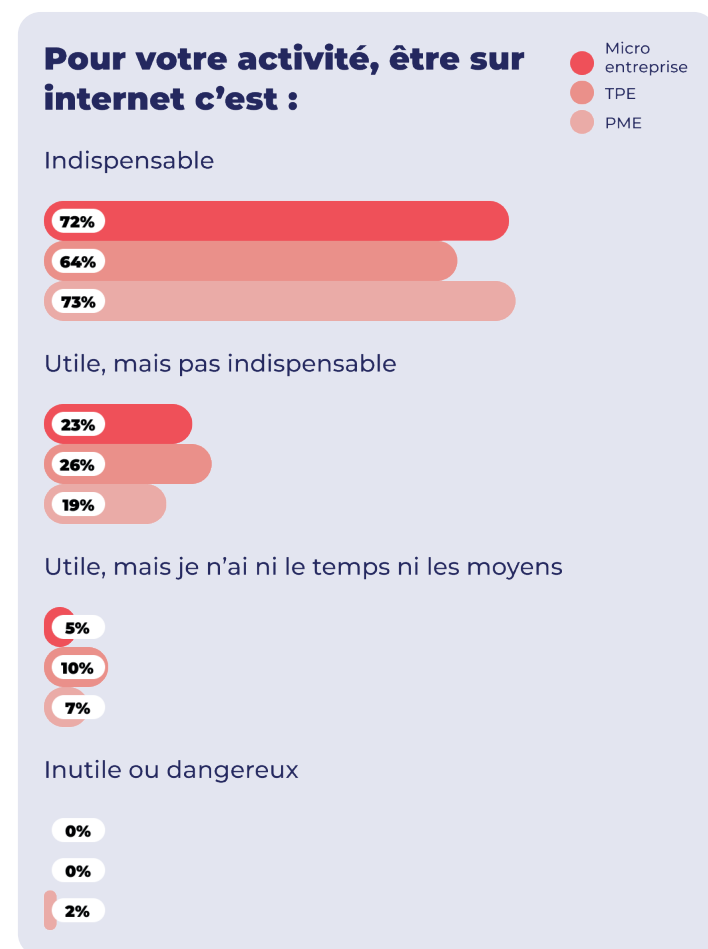 Pour votre activité, être sur
internet c’est :
Micro
entreprise
TPE
PME
Indispensable
72%
64%
73%
Utile, mais pas indispensable
23%
26%
19%
Utile, mais je n’ai ni le temps ni les moyens
5%
10%
7%
Inutile ou dangereux
0%
0%
2%